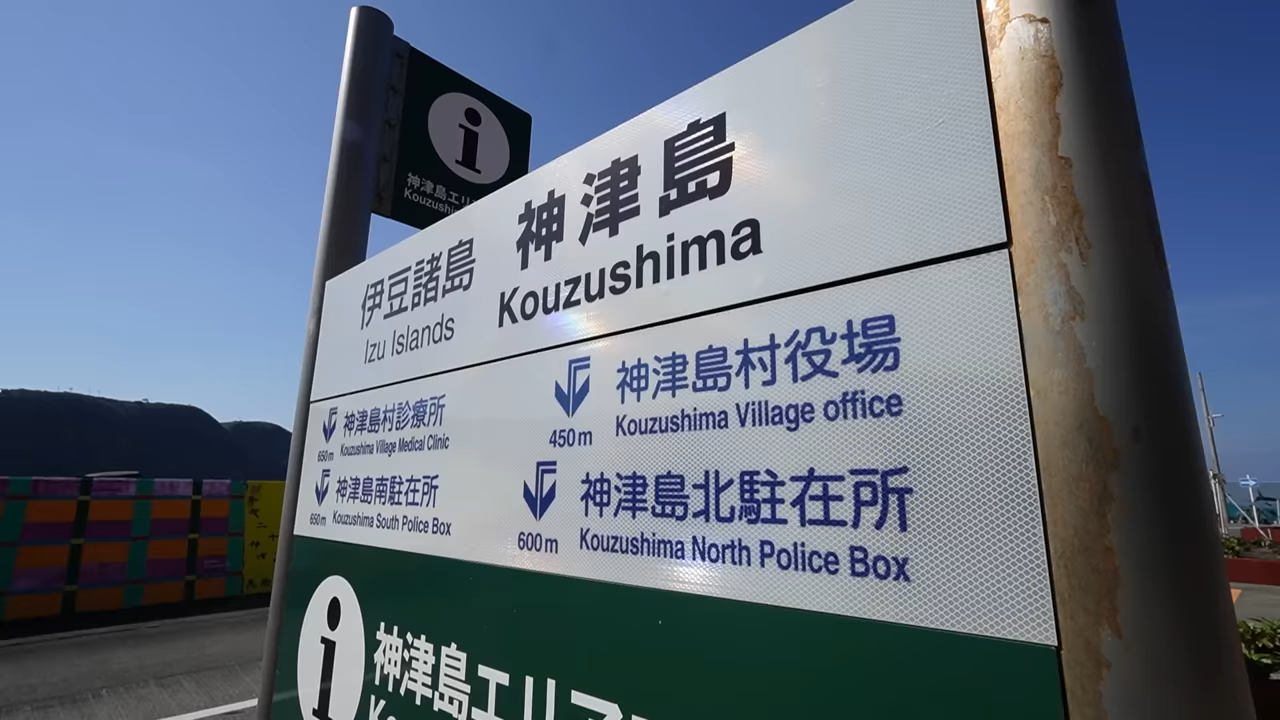 i
神津島エリ
Kouzushi
伊豆諸島
Izu Islands
神津島
Kouzushima
神津島村診療所
Kouzushima Village Medical Clinic
650m
神津島南駐在所
Kouzushima South Police Box
650m
神津島村役場
Kouzushima Village office
450m
神津島北駐在所
Kouzushima North Police Box
600m
i
神津島エリア